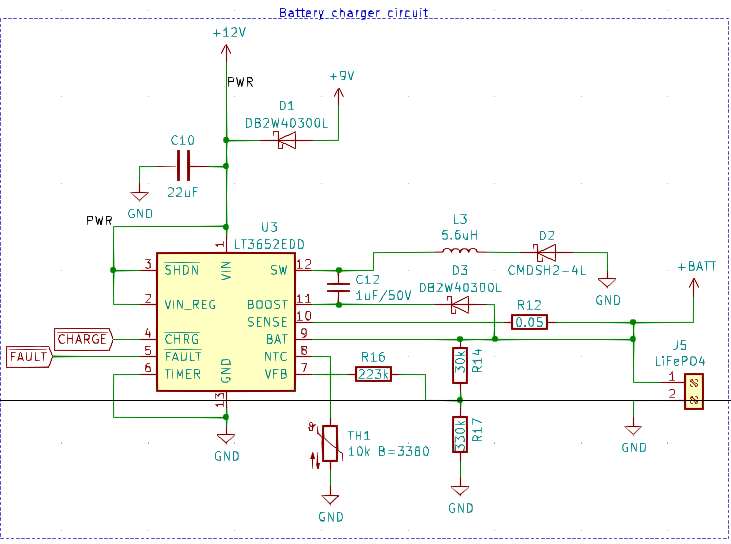 Battery charger circuit
+12V
PWR
+9V
D1
DB2W40300L
C10
22uF
GND
PWR
U3
LT3652EDD
1
VIN
3
SHDN
SW
12
2
VIN_REG
BOOST
11
SENSE
10
4
CHRG
BAT
9
5
FAULT
NTC
8
6
TIMER
VFB
7
GND
13
CHARGE
FAULT
GND
L3
5.6uH
D2
CMDSH2-4L
GND
C12
1uF/50V
D3
DB2W40300L
R12
0.05
+BATT
J5
LiFePO4
1
2
GND
R16
223k
30k
R14
330k
R17
GND
TH1
10k B=3380
GND